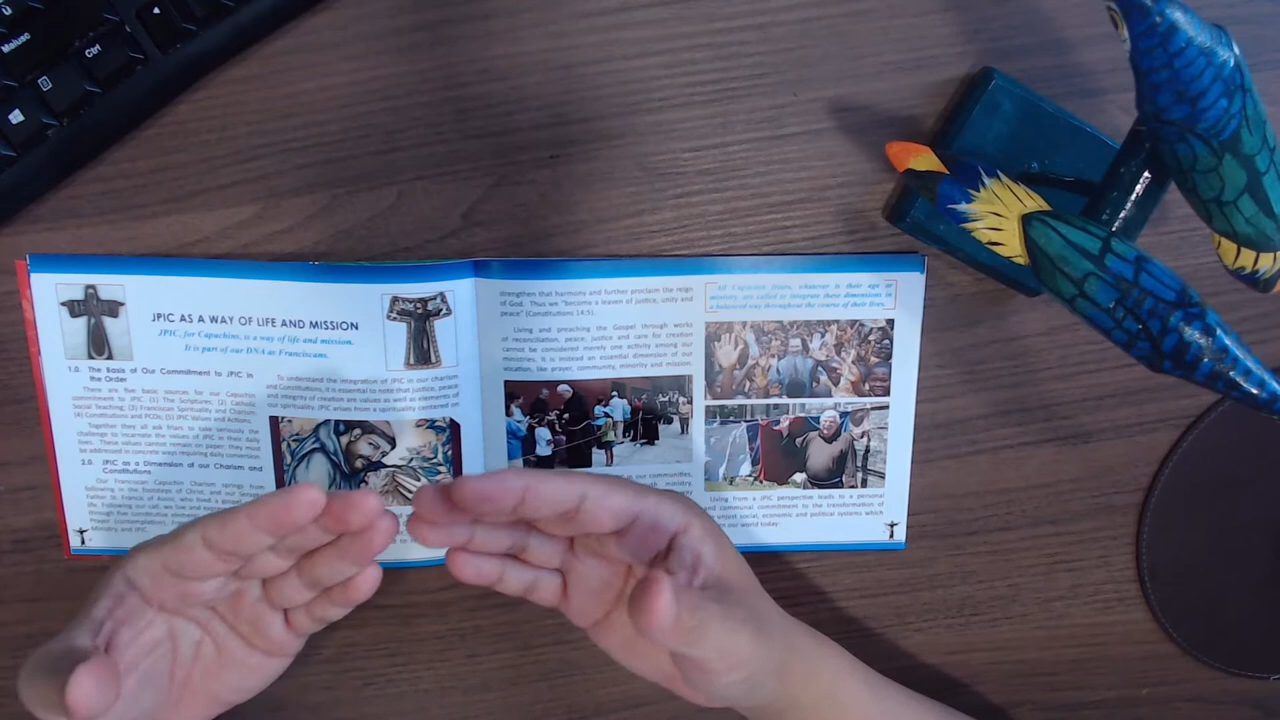 Maiusc
Ctrl
JPIC AS A WAY OF LIFE AND MISSION
JPIC, for Capuchins, is a way of life and mission.
It is part of our DNA as Franciscans.
1.0. The Basis of Our Commitment to JPIC in
the Order
There are five basic sources for our Capuchin
commitment to JPIC. (1) The Scriptures; (2) Catholic
Social Teaching; (3) Franciscan Spirituality and Charism;
(4) Constitutions and PCOs, (5) JPIC Values and Actions.
Together they all ask friars to take seriously the
challenge to incarnate the values of JPIC in their daily
lives. These values cannot remain on paper; they must
be addressed in concrete ways requiring daily conversion.
2.0. JPIC as a Dimension of our Charism and
Constitutions
Our Franciscan Capuchin Charism springs from
following in the footsteps of Christ, and our Seraphic
Father St. Francis of Assisi, who lived a gospel
life. Following our call, we live and
through five constitutive
Prayer (contemplation),
Ministry, and JPIC.
To understand the integration of JPIC in our charism
and Constitutions, it is essential to note that justice, peace
and integrity of creation are values as well as elements of
our spirituality. JPIC arises from a spirituality centered on
strengthen that harmony and further proclaim the reign
of God. Thus we "become a leaven of justice, unity and
peace" (Constitutions 14:5).
Living and preaching the Gospel through works
of reconciliation, peace, justice and care for creation
cannot be considered merely one activity among our
ministries. It is instead an essential dimension of our
vocation, like prayer, community, minority and mission.
in our communities,
ministry,
All Capuchin friars, whatever is their age or
ministry, are called to integrate these dimensions in
a balanced way throughout the course of their lives.
Living from a JPIC perspective leads to a personal
and communal commitment to the transformation of
unjust social, economic and political systems which
our world today.